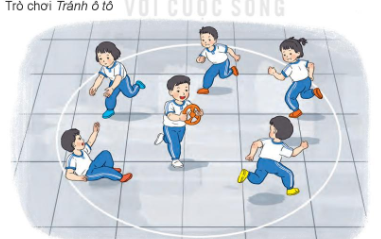 Trò chơi Tránh ô tô
VỚI CUỘC SỐNG